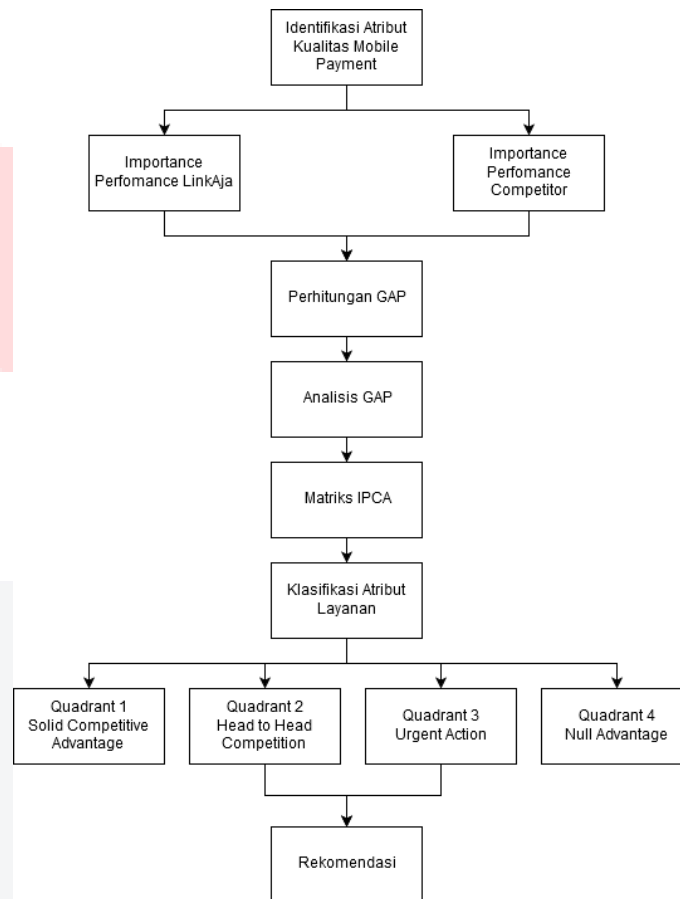 Identifikasi Atribut
Kualitas Mobile
Payment
Importance
Perfomance LinkAja
Importance
Perfomance
Competitor
Perhitungan GAP
Analisis GAP
Matriks IPCA
Klasifikasi Atribut
Layanan
Quadrant 1
Solid Competitive
Advantage
Quadrant 2
Head to Head
Competition
Quadrant 3
Urgent Action
Quadrant 4
Null Advantage
Rekomendasi